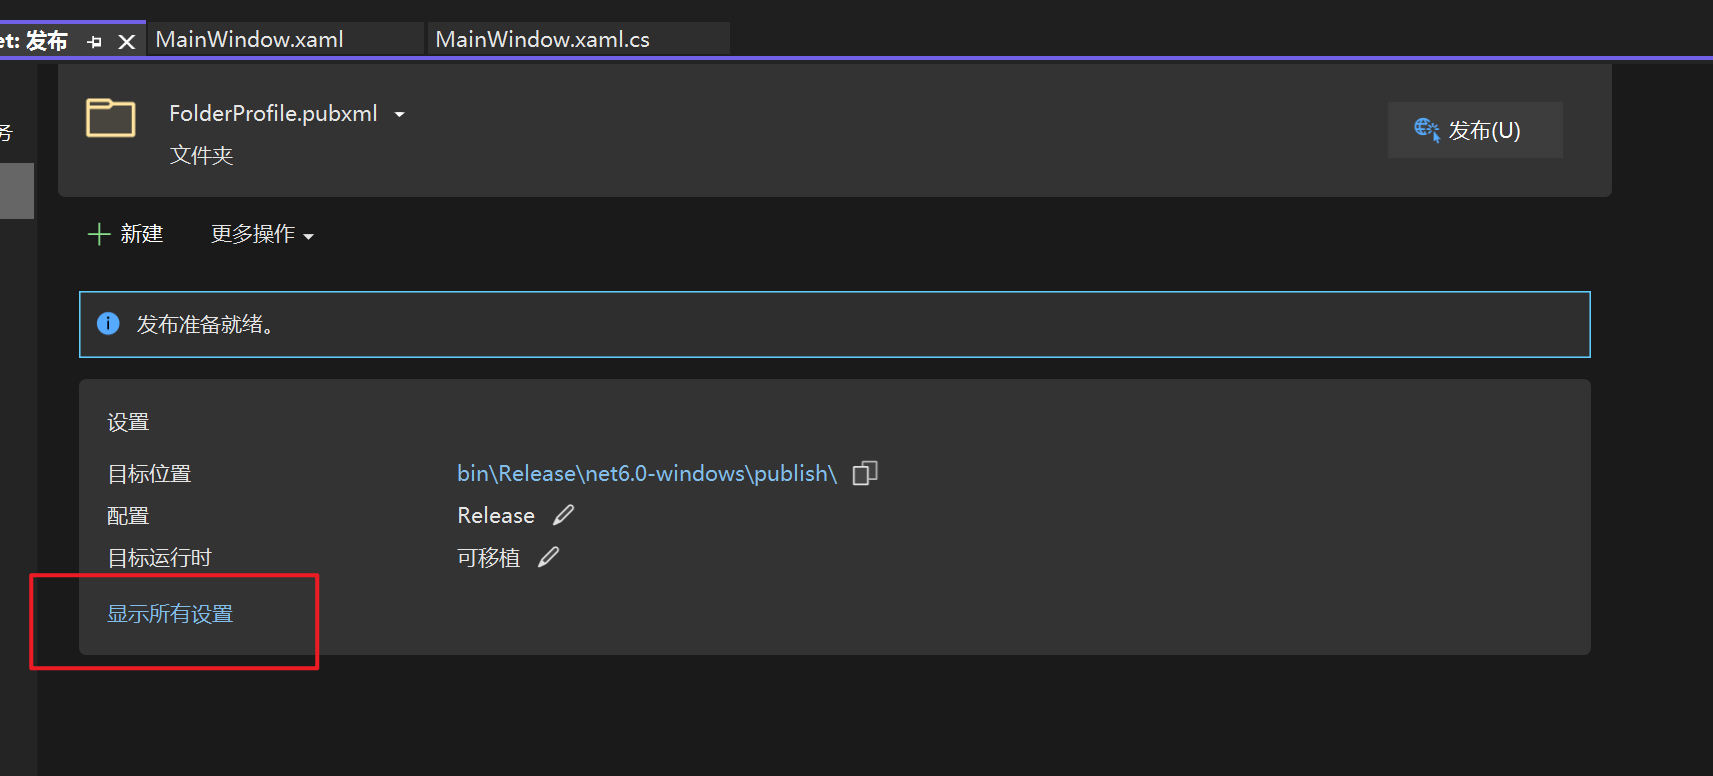 et: 发布
MainWindow.xaml
MainWindow.xaml.cs
务
FolderProfile.pubxml
文件夹
发布(U)
新建
更多操作
发布准备就绪。
设置
目标位置
bin\Release\net6.0-windows\publish\
配置
Release
目标运行时
可移植
显示所有设置